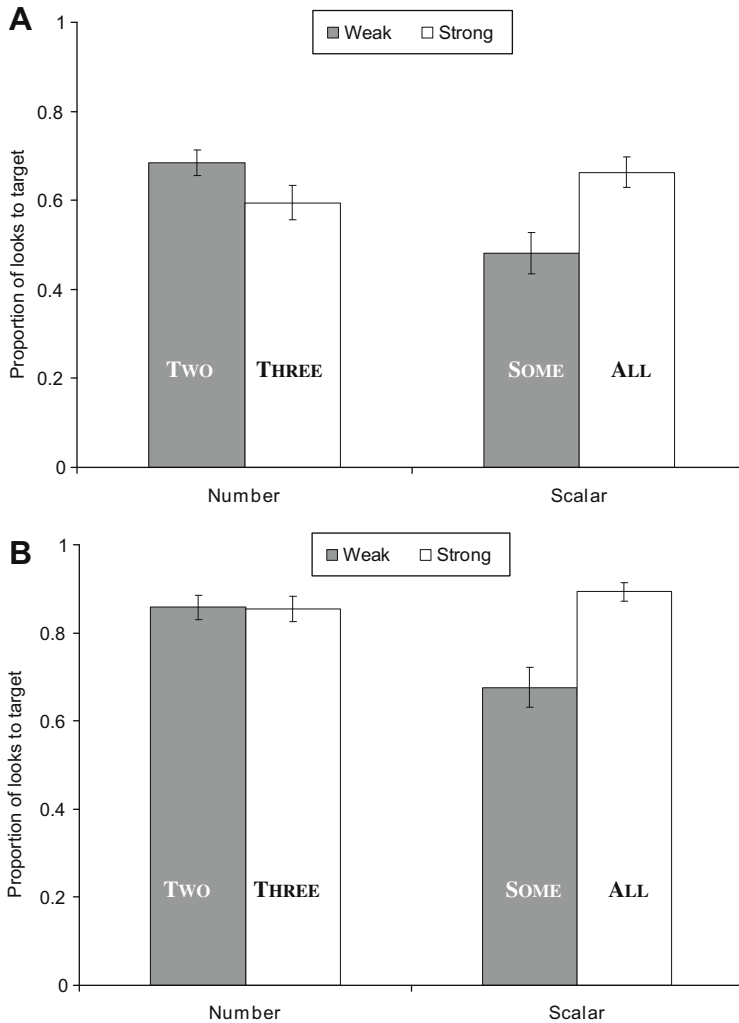 A
Weak Strong
Proportion of looks to target
1
0.8
0.6
0.4
0.2
0
TWO THREE SOME ALL
Number Scalar
B
Weak Strong
Proportion of looks to target
1
0.8
0.6
0.4
0.2
0
TWO THREE SOME ALL
Number Scalar